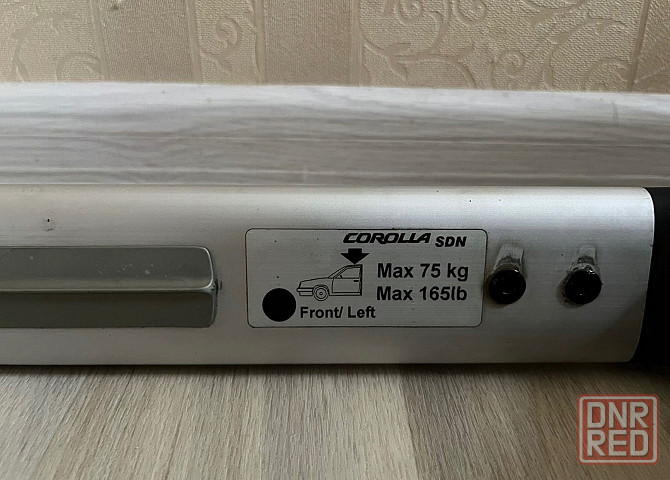 COROLLA SDN
Max 75 kg
Max 165lb
Front/ Left
DNR
RED